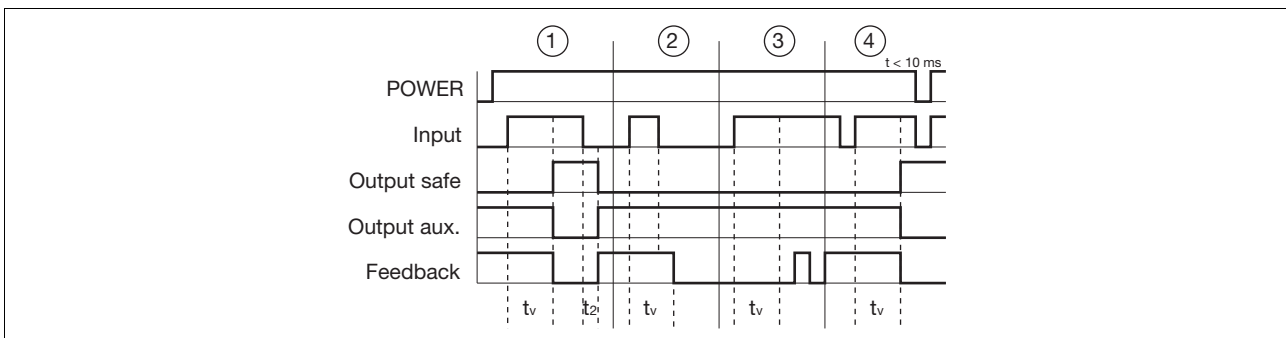 ① ② ③ ④
t < 10 ms
POWER
Input
Output safe
Output aux.
Feedback
tv t2 tv tv tv